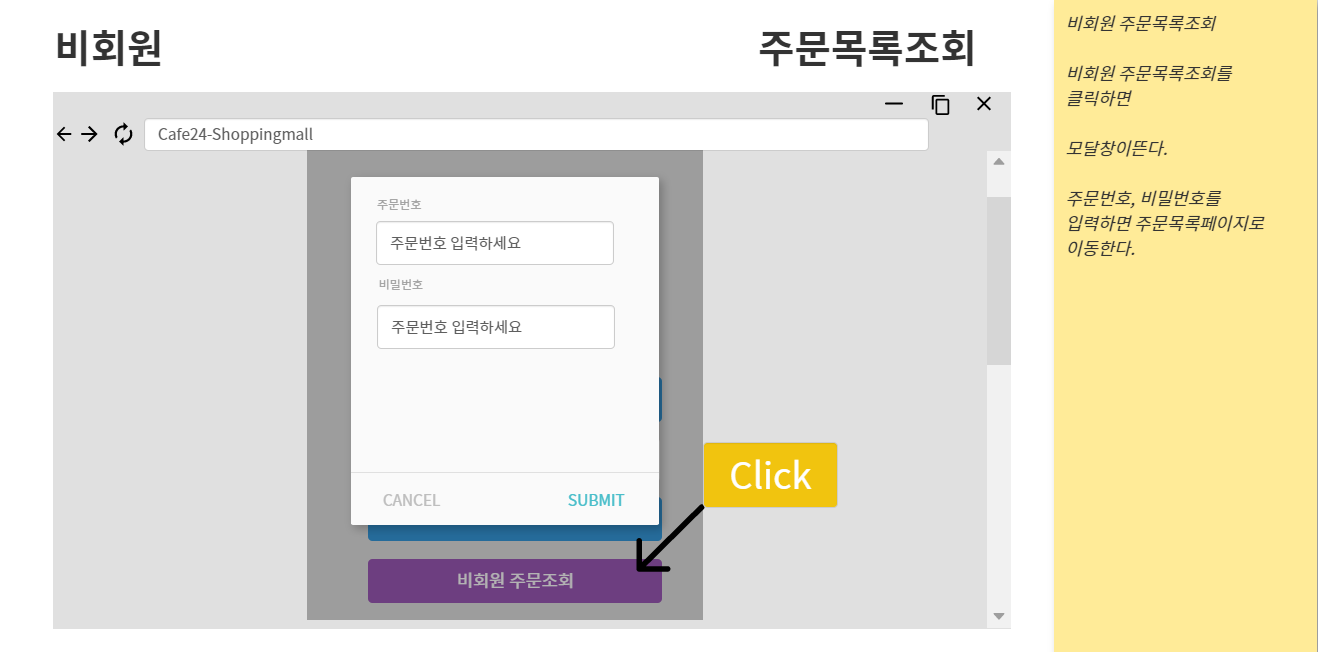 비회원
주문목록조회
Cafe24-Shoppingmall
주문번호
주문번호 입력하세요
비밀번호
주문번호 입력하세요
CANCEL
SUBMIT
Click
비회원 주문조회
비회원 주문목록조회
비회원 주문목록조회를
클릭하면
모달창이뜬다.
주문번호, 비밀번호를
입력하면 주문목록페이지로
이동한다.